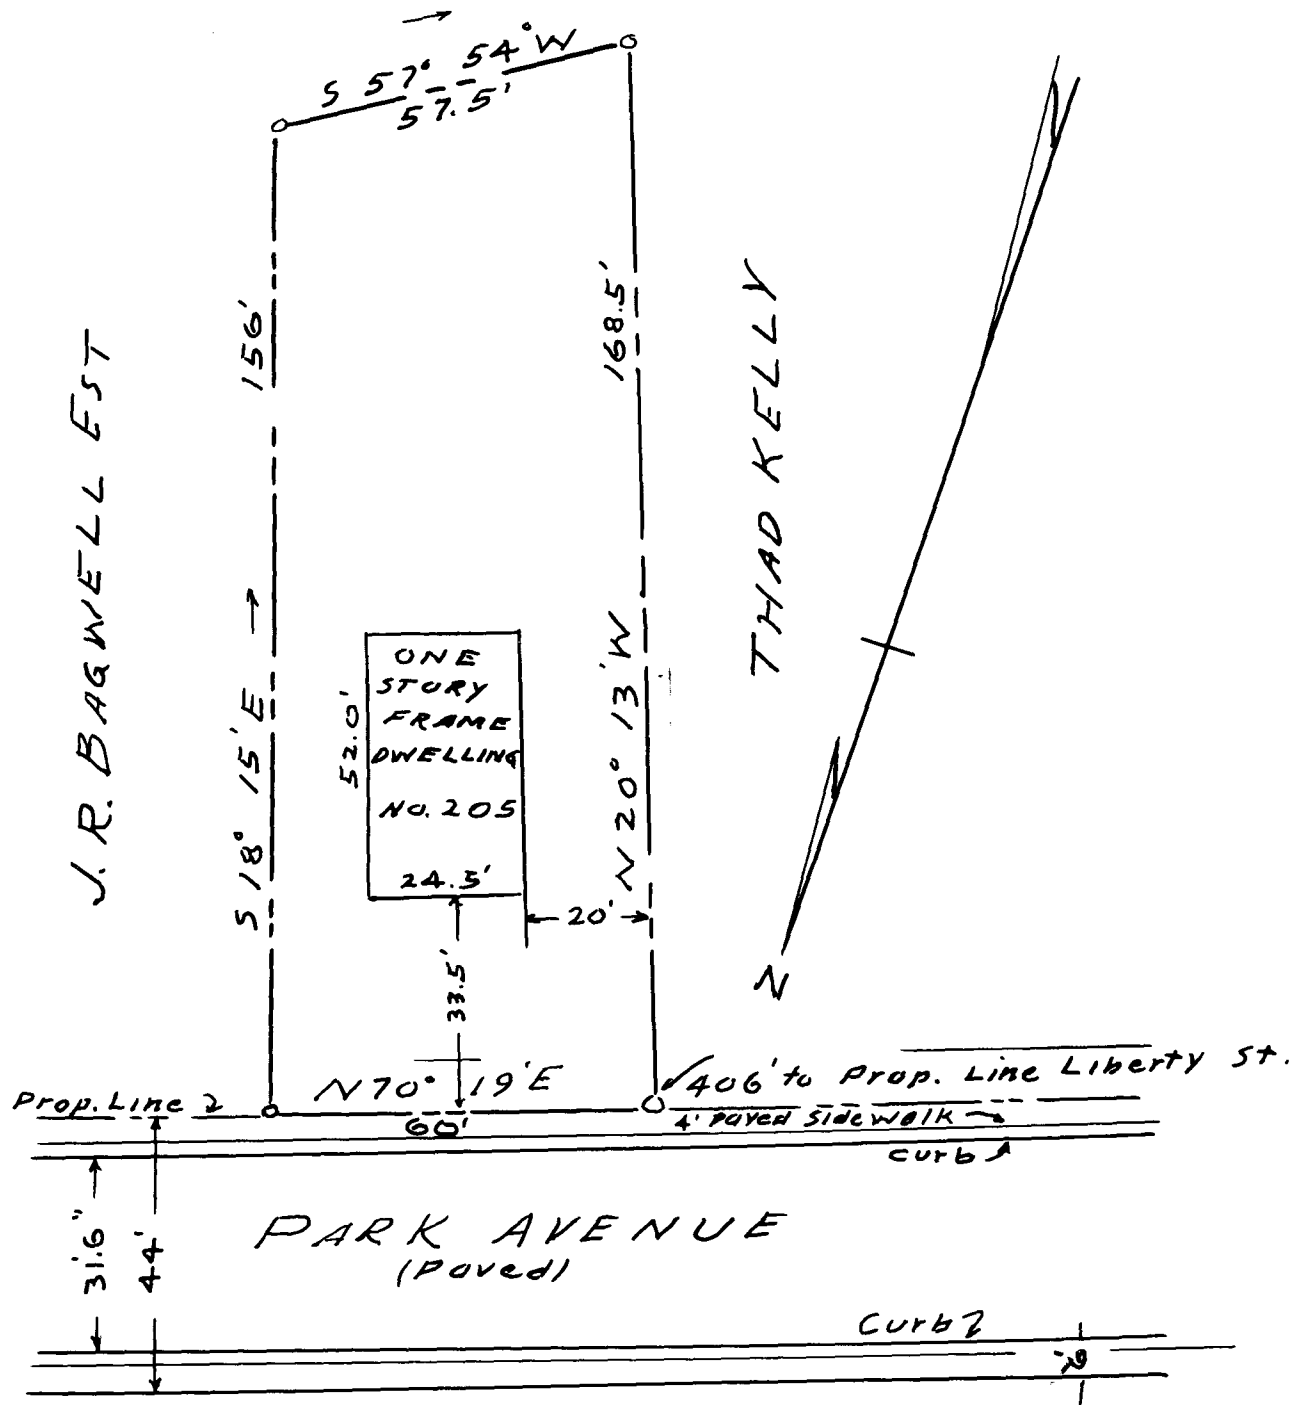 S 57° 54' W
57.5'
156'
168.5'
J.R. BAGWELL EST
THAD KELLY
S 18° 15' E
N 20° 13' W
ONE
STORY
FRAME
DWELLING
No. 205
52.0'
24.5'
20'
33.5'
N
N 70° 19' E
60'
406' to Prop. Line Liberty St.
Prop. Line
4' paved sidewalk
curb
31'.6"
44'
PARK AVENUE
(Paved)
Curb